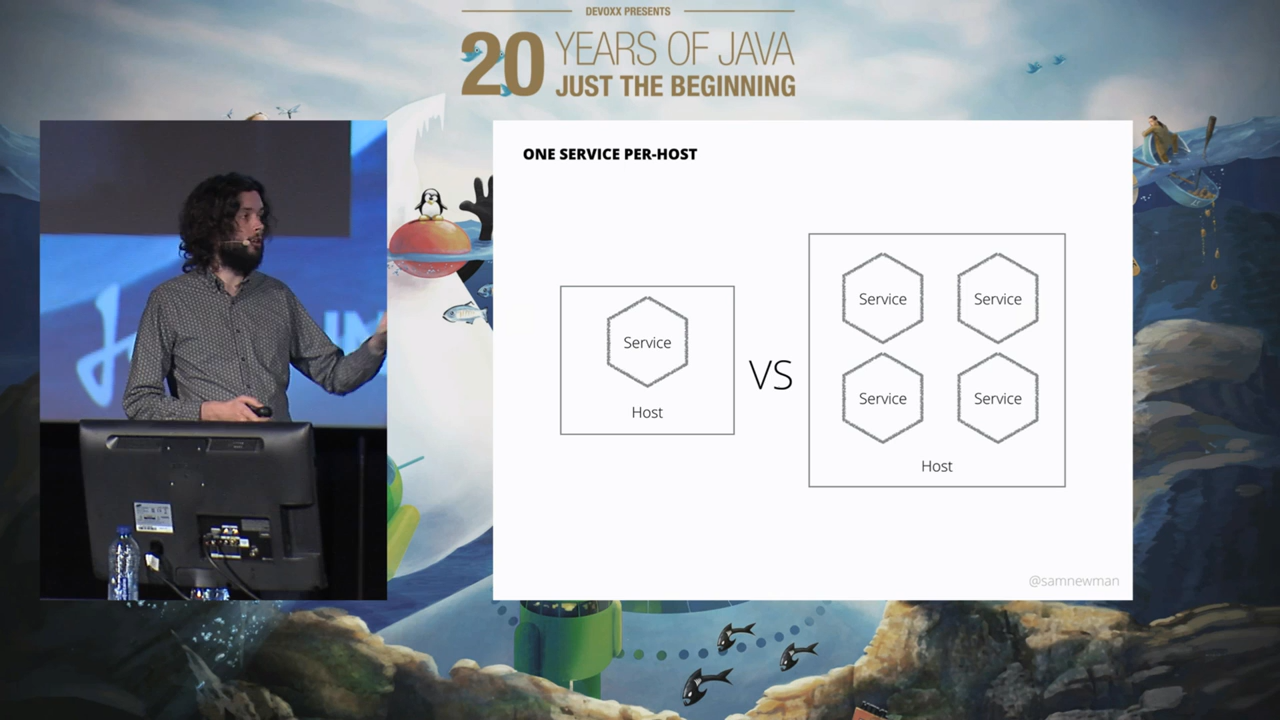 DEVOXX PRESENTS
20 YEARS OF JAVA
JUST THE BEGINNING
ONE SERVICE PER-HOST
Service
Host
VS
Service
Service
Service
Service
Host
@samnewman